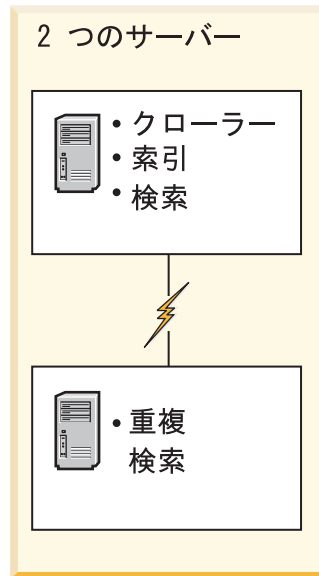 2 つのサーバー
• クローラー
• 索引
• 検索
• 重複
検索